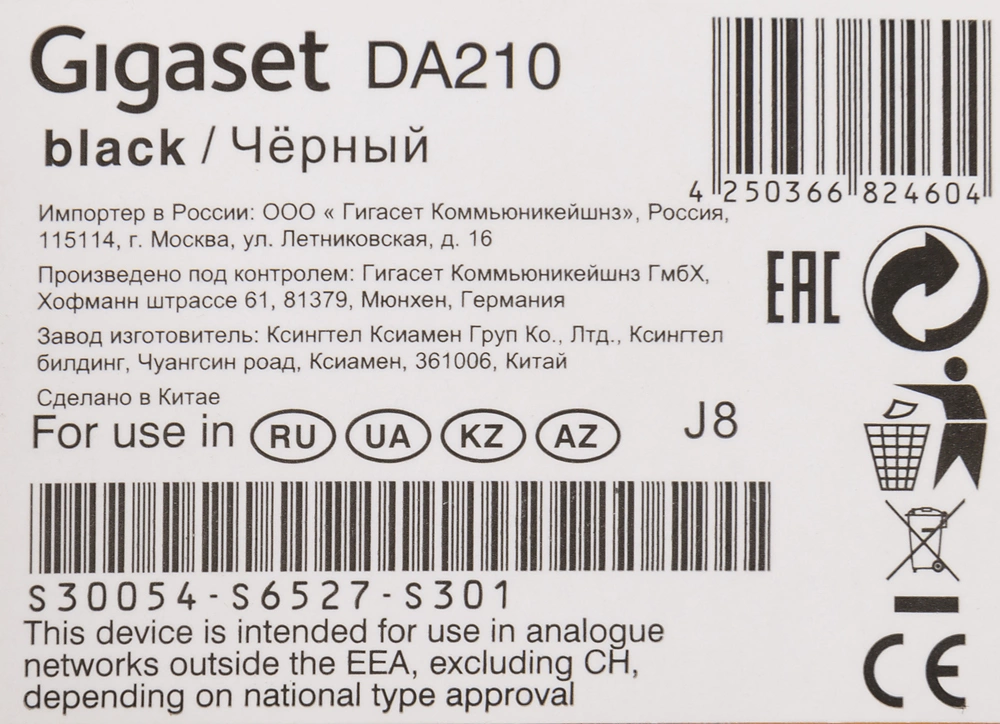 Gigaset DA210
black / Чёрный
4 250366 824604
Импортер в России: ООО « Гигасет Коммьюникейшнз», Россия,
115114, г. Москва, ул. Летниковская, д. 16
Произведено под контролем: Гигасет Коммьюникейшнз ГмбХ,
Хофманн штрассе 61, 81379, Мюнхен, Германия
EAC
Завод изготовитель: Ксингтел Ксиамен Груп Ко., Лтд., Ксингтел
билдинг, Чуангсин роад, Ксиамен, 361006, Китай
Сделано в Китае
For use in RU UA KZ AZ J8
S30054-S6527-S301
This device is intended for use in analogue
networks outside the EEA, excluding CH,
depending on national type approval
CE